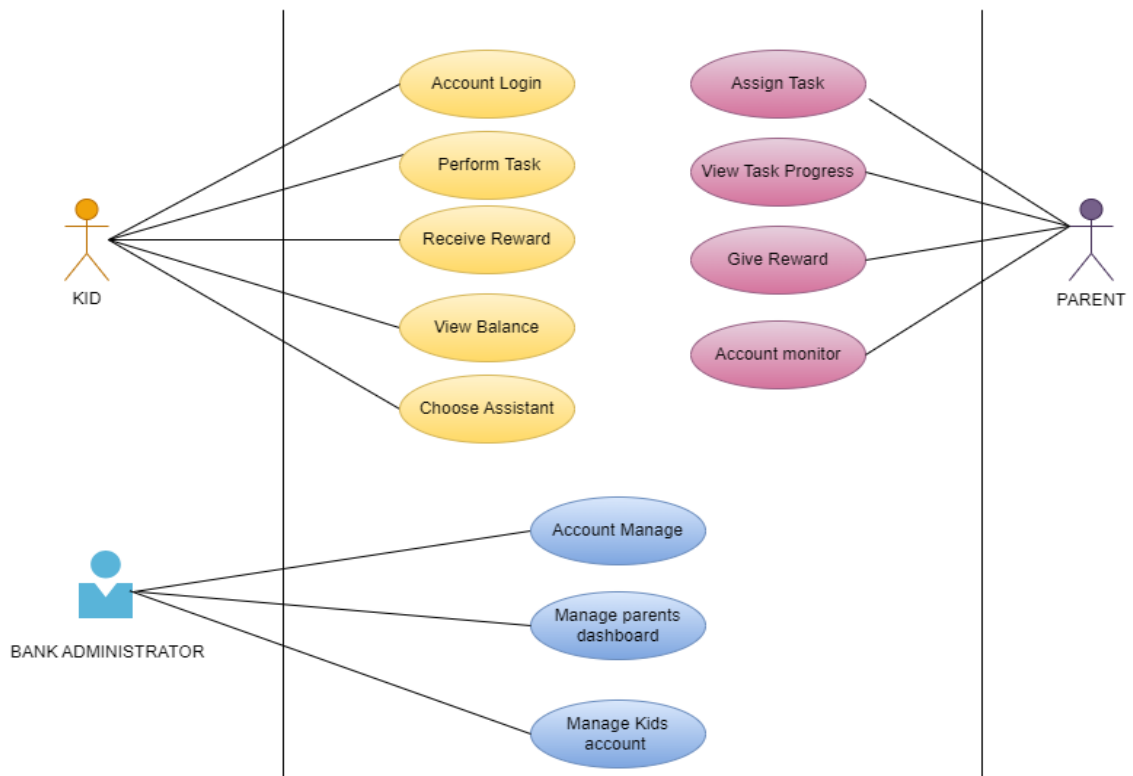 Account Login
Assign Task
Perform Task
View Task Progress
Receive Reward
Give Reward
KID
PARENT
View Balance
Account monitor
Choose Assistant
Account Manage
Manage parents
dashboard
BANK ADMINISTRATOR
Manage Kids
account